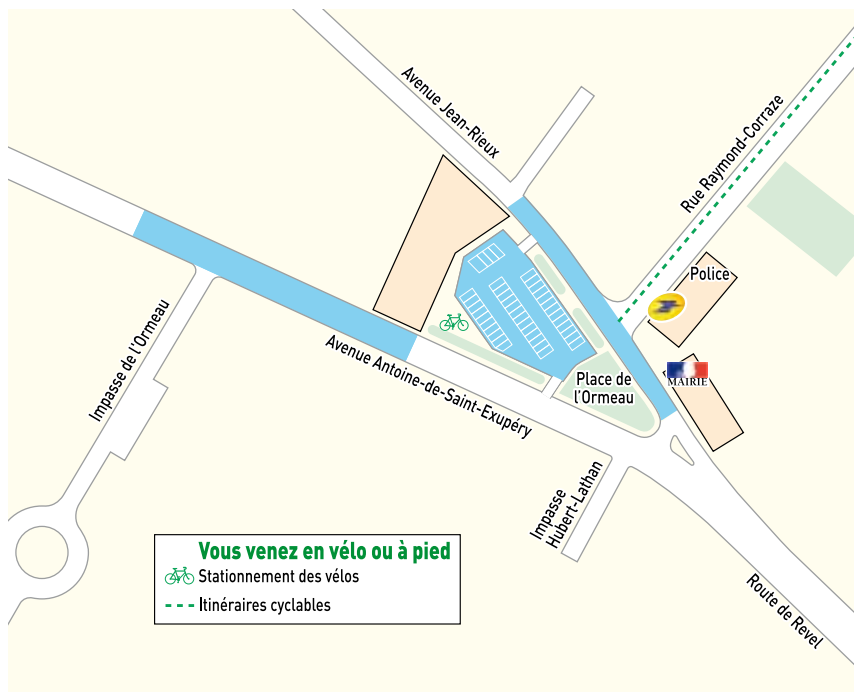 Avenue Jean-Rieux
Rue Raymond-Corraze
Police
Impasse de l'Ormeau
Avenue Antoine-de-Saint-Exupéry
MAIRIE
Place de
l'Ormeau
Impasse
Hubert-Lathan
Vous venez en vélo ou à pied
Stationnement des vélos
Itinéraires cyclables
Route de Revel